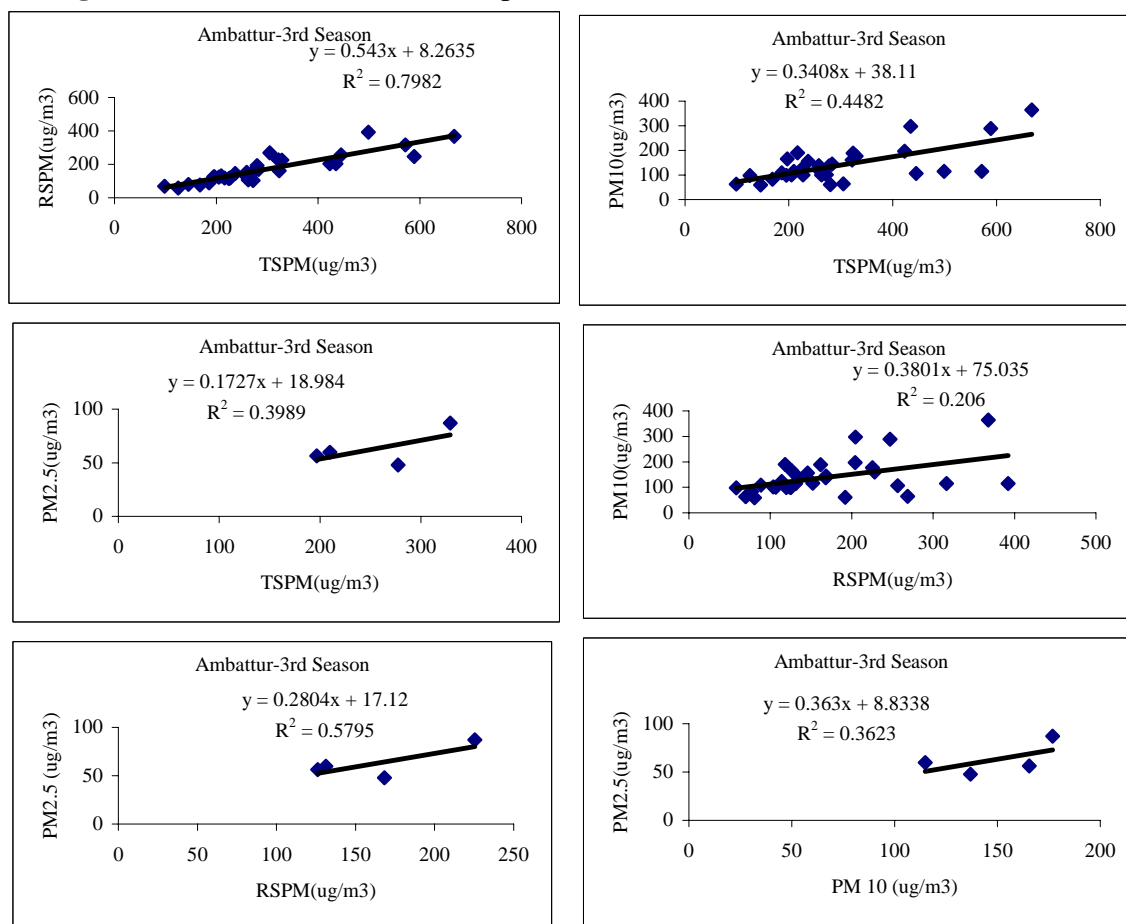 Ambattur-3rd Season
y = 0.543x + 8.2635
R² = 0.7982
600
400
200
0
0 200 400 600 800
RSPM(ug/m3)
TSPM(ug/m3)
Ambattur-3rd Season
y = 0.3408x + 38.11
R² = 0.4482
400
300
200
100
0
0 200 400 600 800
PM10(ug/m3)
TSPM(ug/m3)
Ambattur-3rd Season
y = 0.1727x + 18.984
R² = 0.3989
100
50
0
0 100 200 300 400
PM2.5(ug/m3)
TSPM(ug/m3)
Ambattur-3rd Season
y = 0.3801x + 75.035
R² = 0.206
400
300
200
100
0
0 100 200 300 400 500
PM10(ug/m3)
RSPM(ug/m3)
Ambattur-3rd Season
y = 0.2804x + 17.12
R² = 0.5795
100
50
0
0 50 100 150 200 250
PM2.5 (ug/m3)
RSPM(ug/m3)
Ambattur-3rd Season
y = 0.363x + 8.8338
R² = 0.3623
100
50
0
0 50 100 150 200
PM2.5(ug/m3)
PM 10 (ug/m3)